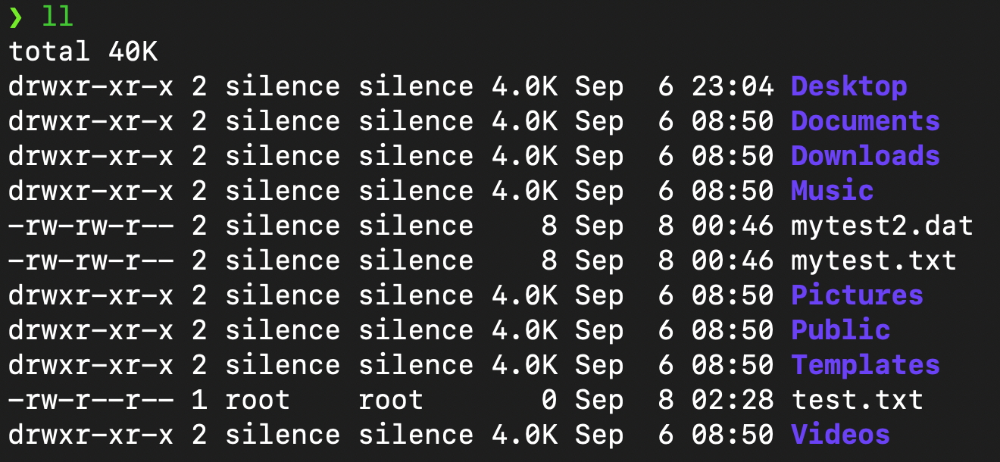 ❯ ll
total 40K
drwxr-xr-x 2 silence silence 4.0K Sep  6 23:04 Desktop
drwxr-xr-x 2 silence silence 4.0K Sep  6 08:50 Documents
drwxr-xr-x 2 silence silence 4.0K Sep  6 08:50 Downloads
drwxr-xr-x 2 silence silence 4.0K Sep  6 08:50 Music
-rw-rw-r-- 2 silence silence    8 Sep  8 00:46 mytest2.dat
-rw-rw-r-- 2 silence silence    8 Sep  8 00:46 mytest.txt
drwxr-xr-x 2 silence silence 4.0K Sep  6 08:50 Pictures
drwxr-xr-x 2 silence silence 4.0K Sep  6 08:50 Public
drwxr-xr-x 2 silence silence 4.0K Sep  6 08:50 Templates
-rw-r--r-- 1 root    root       0 Sep  8 02:28 test.txt
drwxr-xr-x 2 silence silence 4.0K Sep  6 08:50 Videos